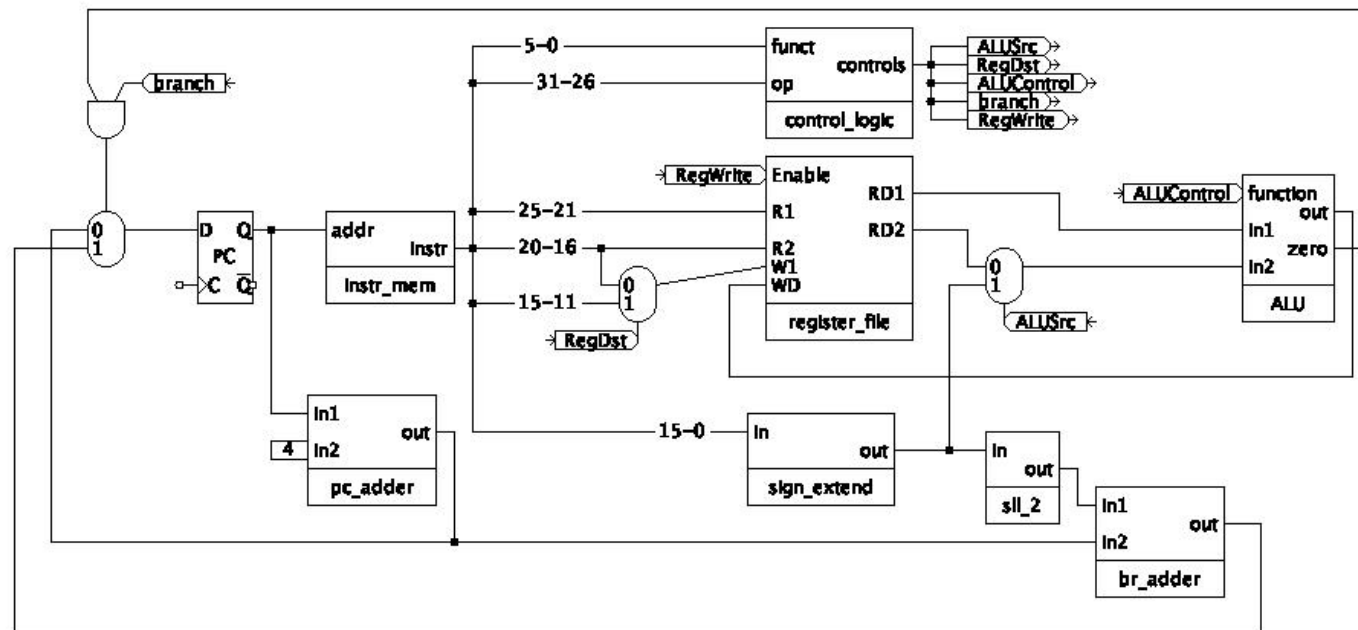 branch
0
1
D Q
PC
C Q
addr
Instr
Instr_mem
5-0
31-26
25-21
20-16
15-11
15-0
0
1
RegDst
funct
controls
op
control_logic
ALUSrc
RegDst
ALUControl
branch
RegWrite
RegWrite
Enable
RD1
R1
RD2
R2
W1
WD
register_file
0
1
ALUSrc
ALUControl
function
out
In1
zero
In2
ALU
In1
out
4
In2
pc_adder
In
out
sign_extend
In
out
sll_2
In1
out
In2
br_adder